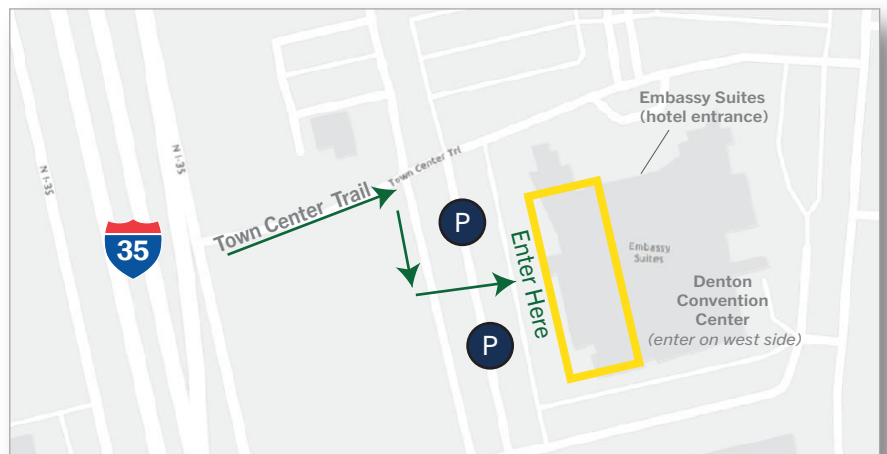 Embassy Suites
(hotel entrance)
N I-35
N I-35
Town Center Trl
Town Center Trail
35
P
Enter Here
Embassy
Suites
Denton
Convention
Center
(enter on west side)
P